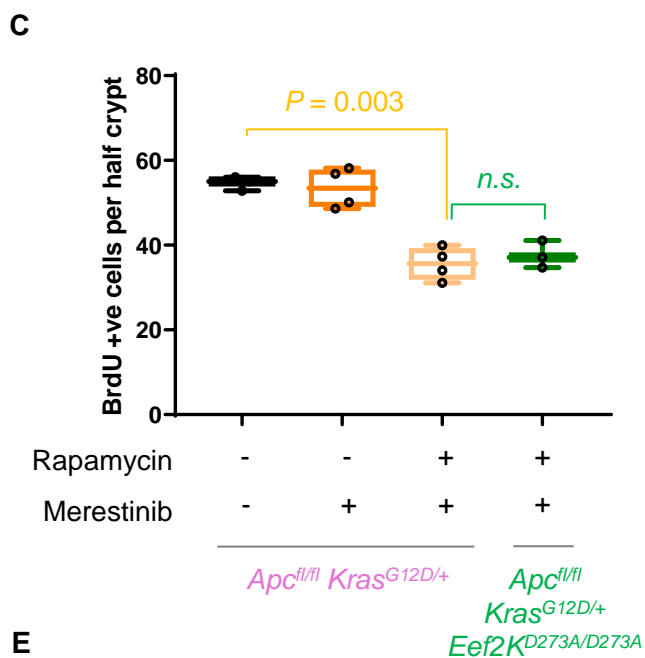 C
BrdU +ve cells per half crypt
80
60
40
20
0
P = 0.003
n.s.
Rapamycin - - + +
Merestinib - + + +
Apcfl/fl KrasG12D/+
Apcfl/fl
KrasG12D/+
Eef2KD273A/D273A
E